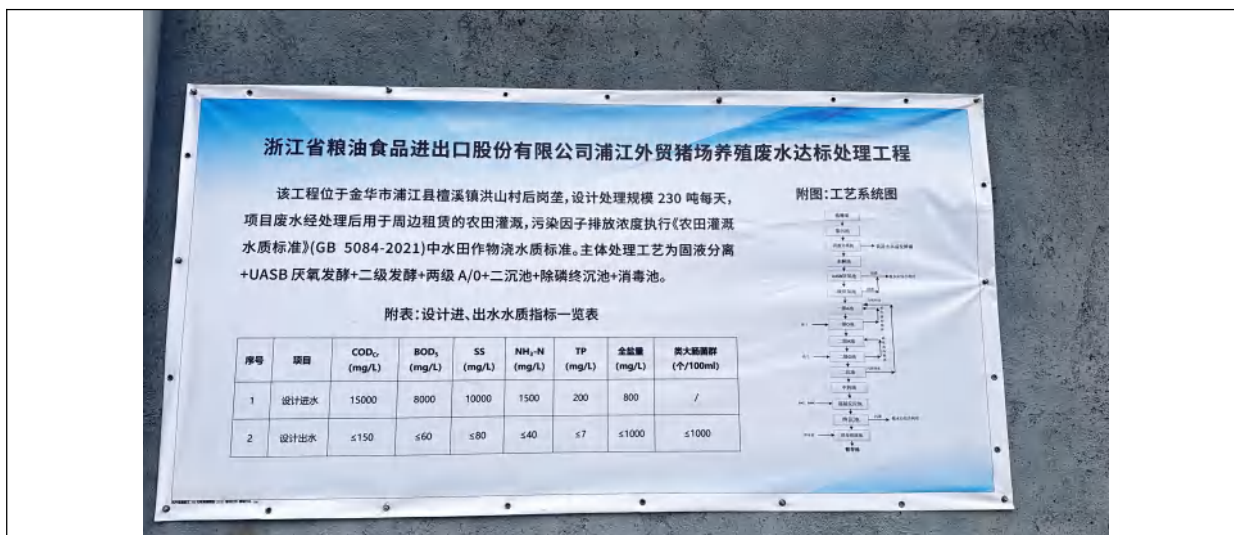 浙江省粮油食品进出口股份有限公司浦江外贸猪场养殖废水达标处理工程
该工程位于金华市浦江县檀溪镇洪山村后岗垄,设计处理规模 230 吨每天,
项目废水经处理后用于周边租赁的农田灌溉,污染因子排放浓度执行《农田灌溉
水质标准》(GB 5084-2021)中水田作物浇水质标准。主体处理工艺为固液分离
+UASB 厌氧发酵+二级发酵+两级 A/0+二沉池+除磷终沉池+消毒池。
附表:设计进、出水水质指标一览表
序号 项目 CODCr (mg/L) BOD5 (mg/L) SS (mg/L) NH3-N (mg/L) TP (mg/L) 全盐量 (mg/L) 类大肠菌群 (个/100ml)
1 设计进水 15000 8000 10000 1500 200 800 /
2 设计出水 ≤150 ≤60 ≤80 ≤40 ≤7 ≤1000 ≤1000
附图:工艺系统图